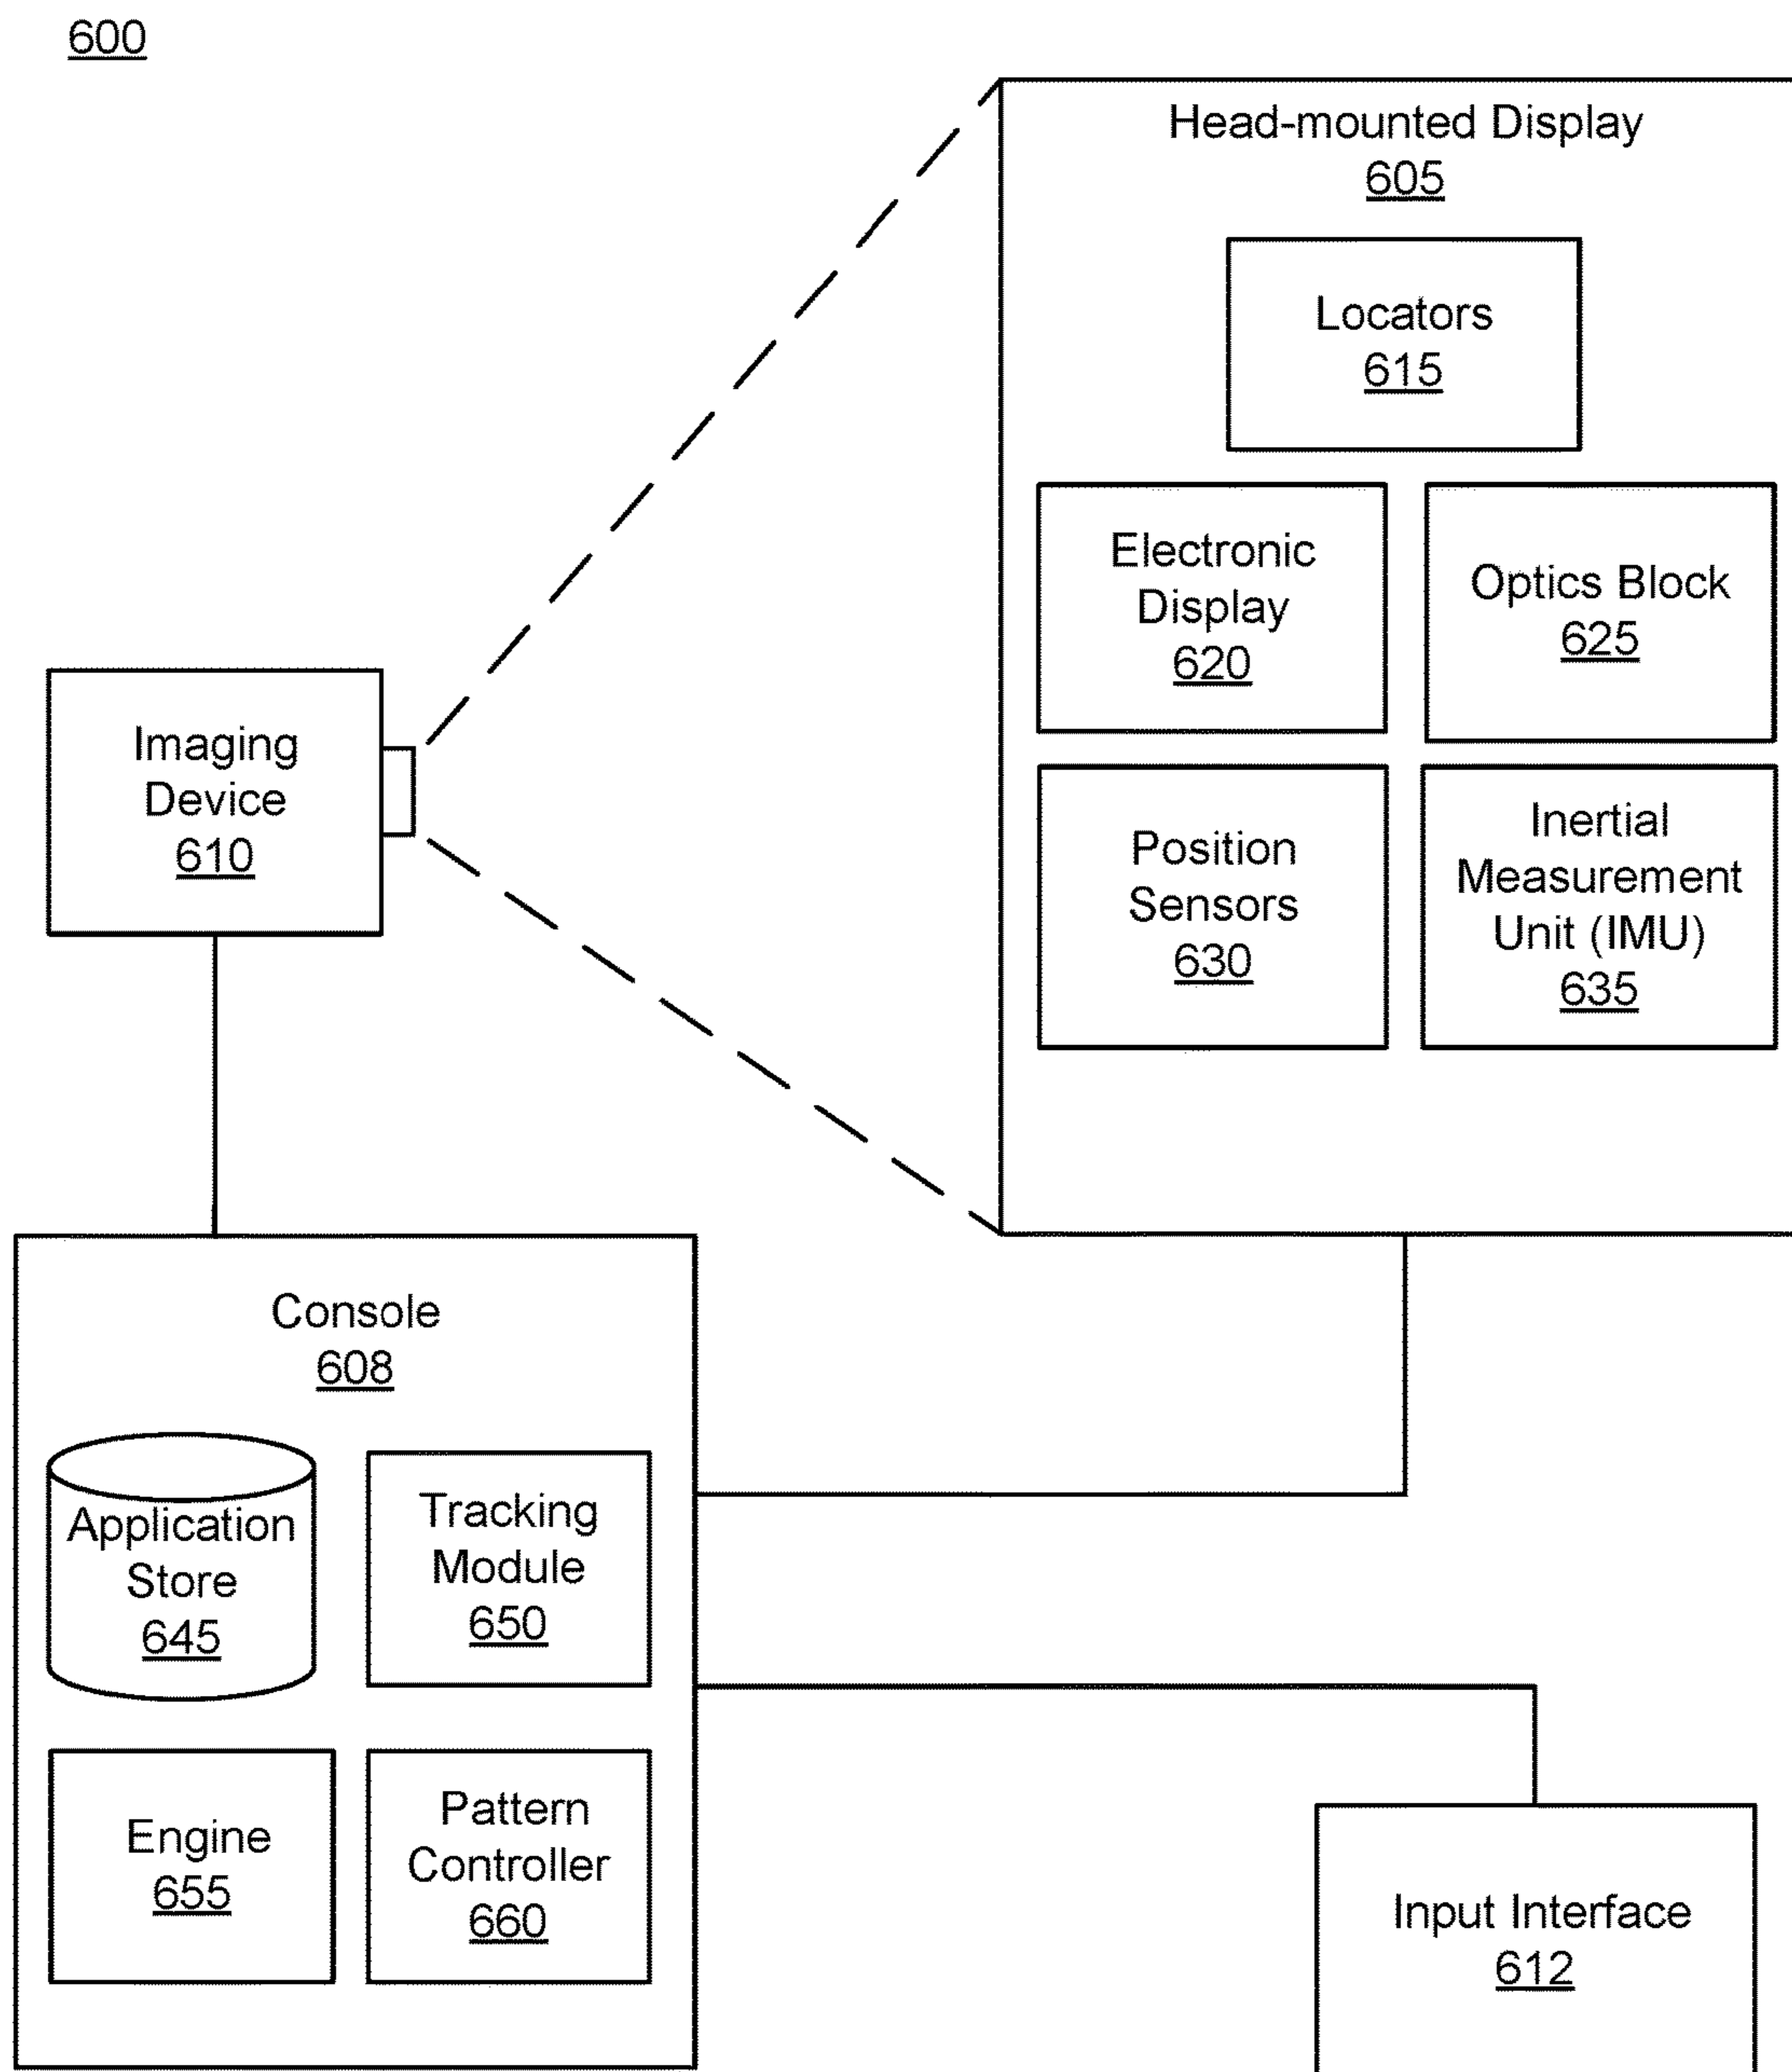 600
Head-mounted Display
605
Locators
615
Electronic
Display
620
Optics Block
625
Imaging
Device
610
Position
Sensors
630
Inertial
Measurement
Unit (IMU)
635
Console
608
Application
Store
645
Tracking
Module
650
Engine
655
Pattern
Controller
660
Input Interface
612